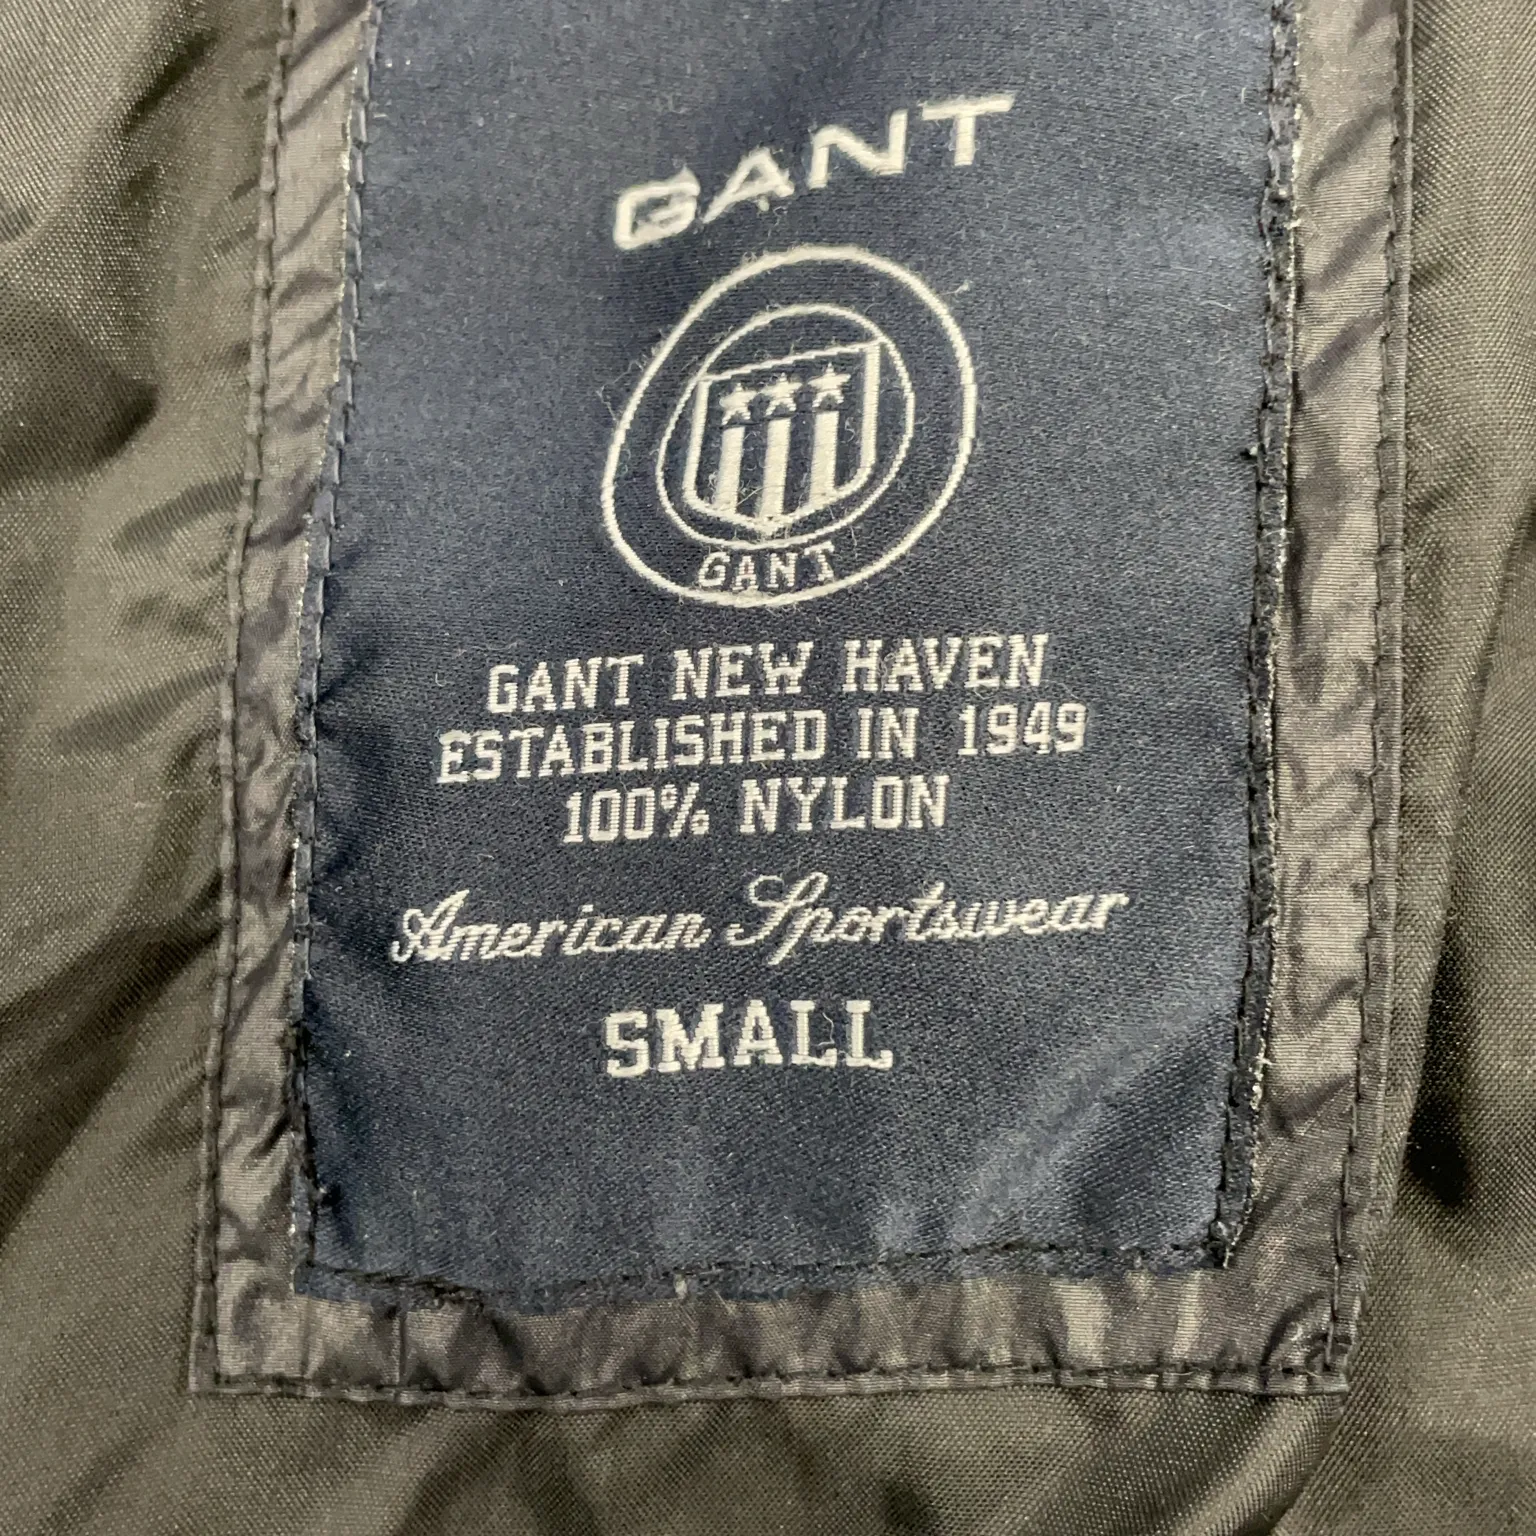 GANT
GANT
GANT NEW HAVEN
ESTABLISHED IN 1949
100% NYLON
American Sportswear
SMALL